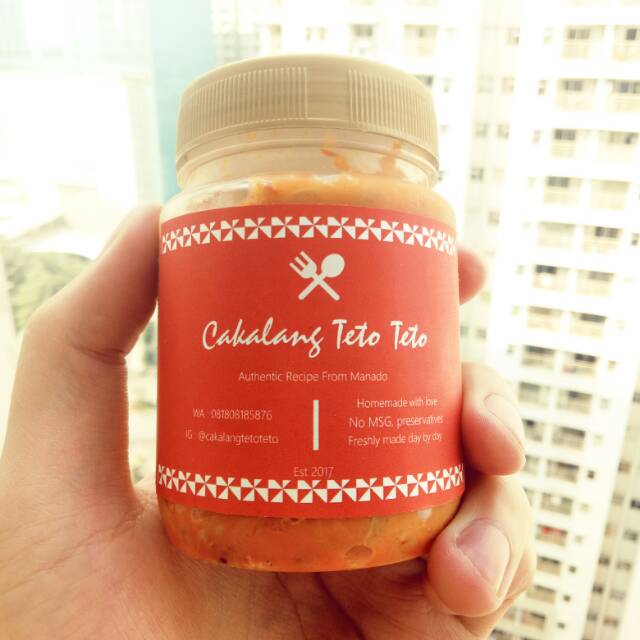 Cakalang Teto Teto
Authentic Recipe From Manado
WA : 081808185876
IG : @cakalangtetoteto
Homemade with love
No MSG, preservatives
Freshly made day by day
Est 2017